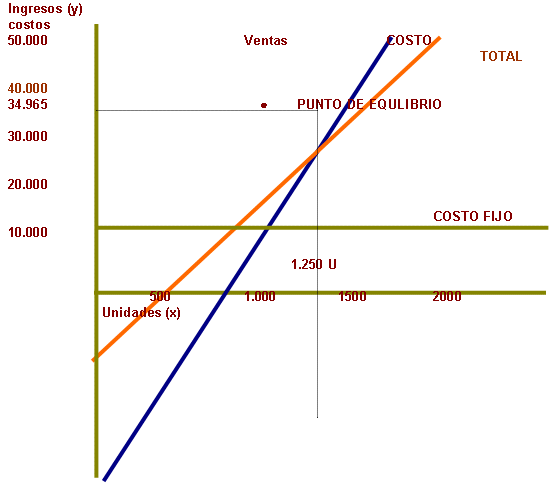 Ingresos (y)
costos
50.000 Ventas COSTO
TOTAL
40.000
34.965 PUNTO DE EQULIBRIO
30.000
20.000
COSTO FIJO
10.000
1.250 U
500 1.000 1500 2000
Unidades (x)